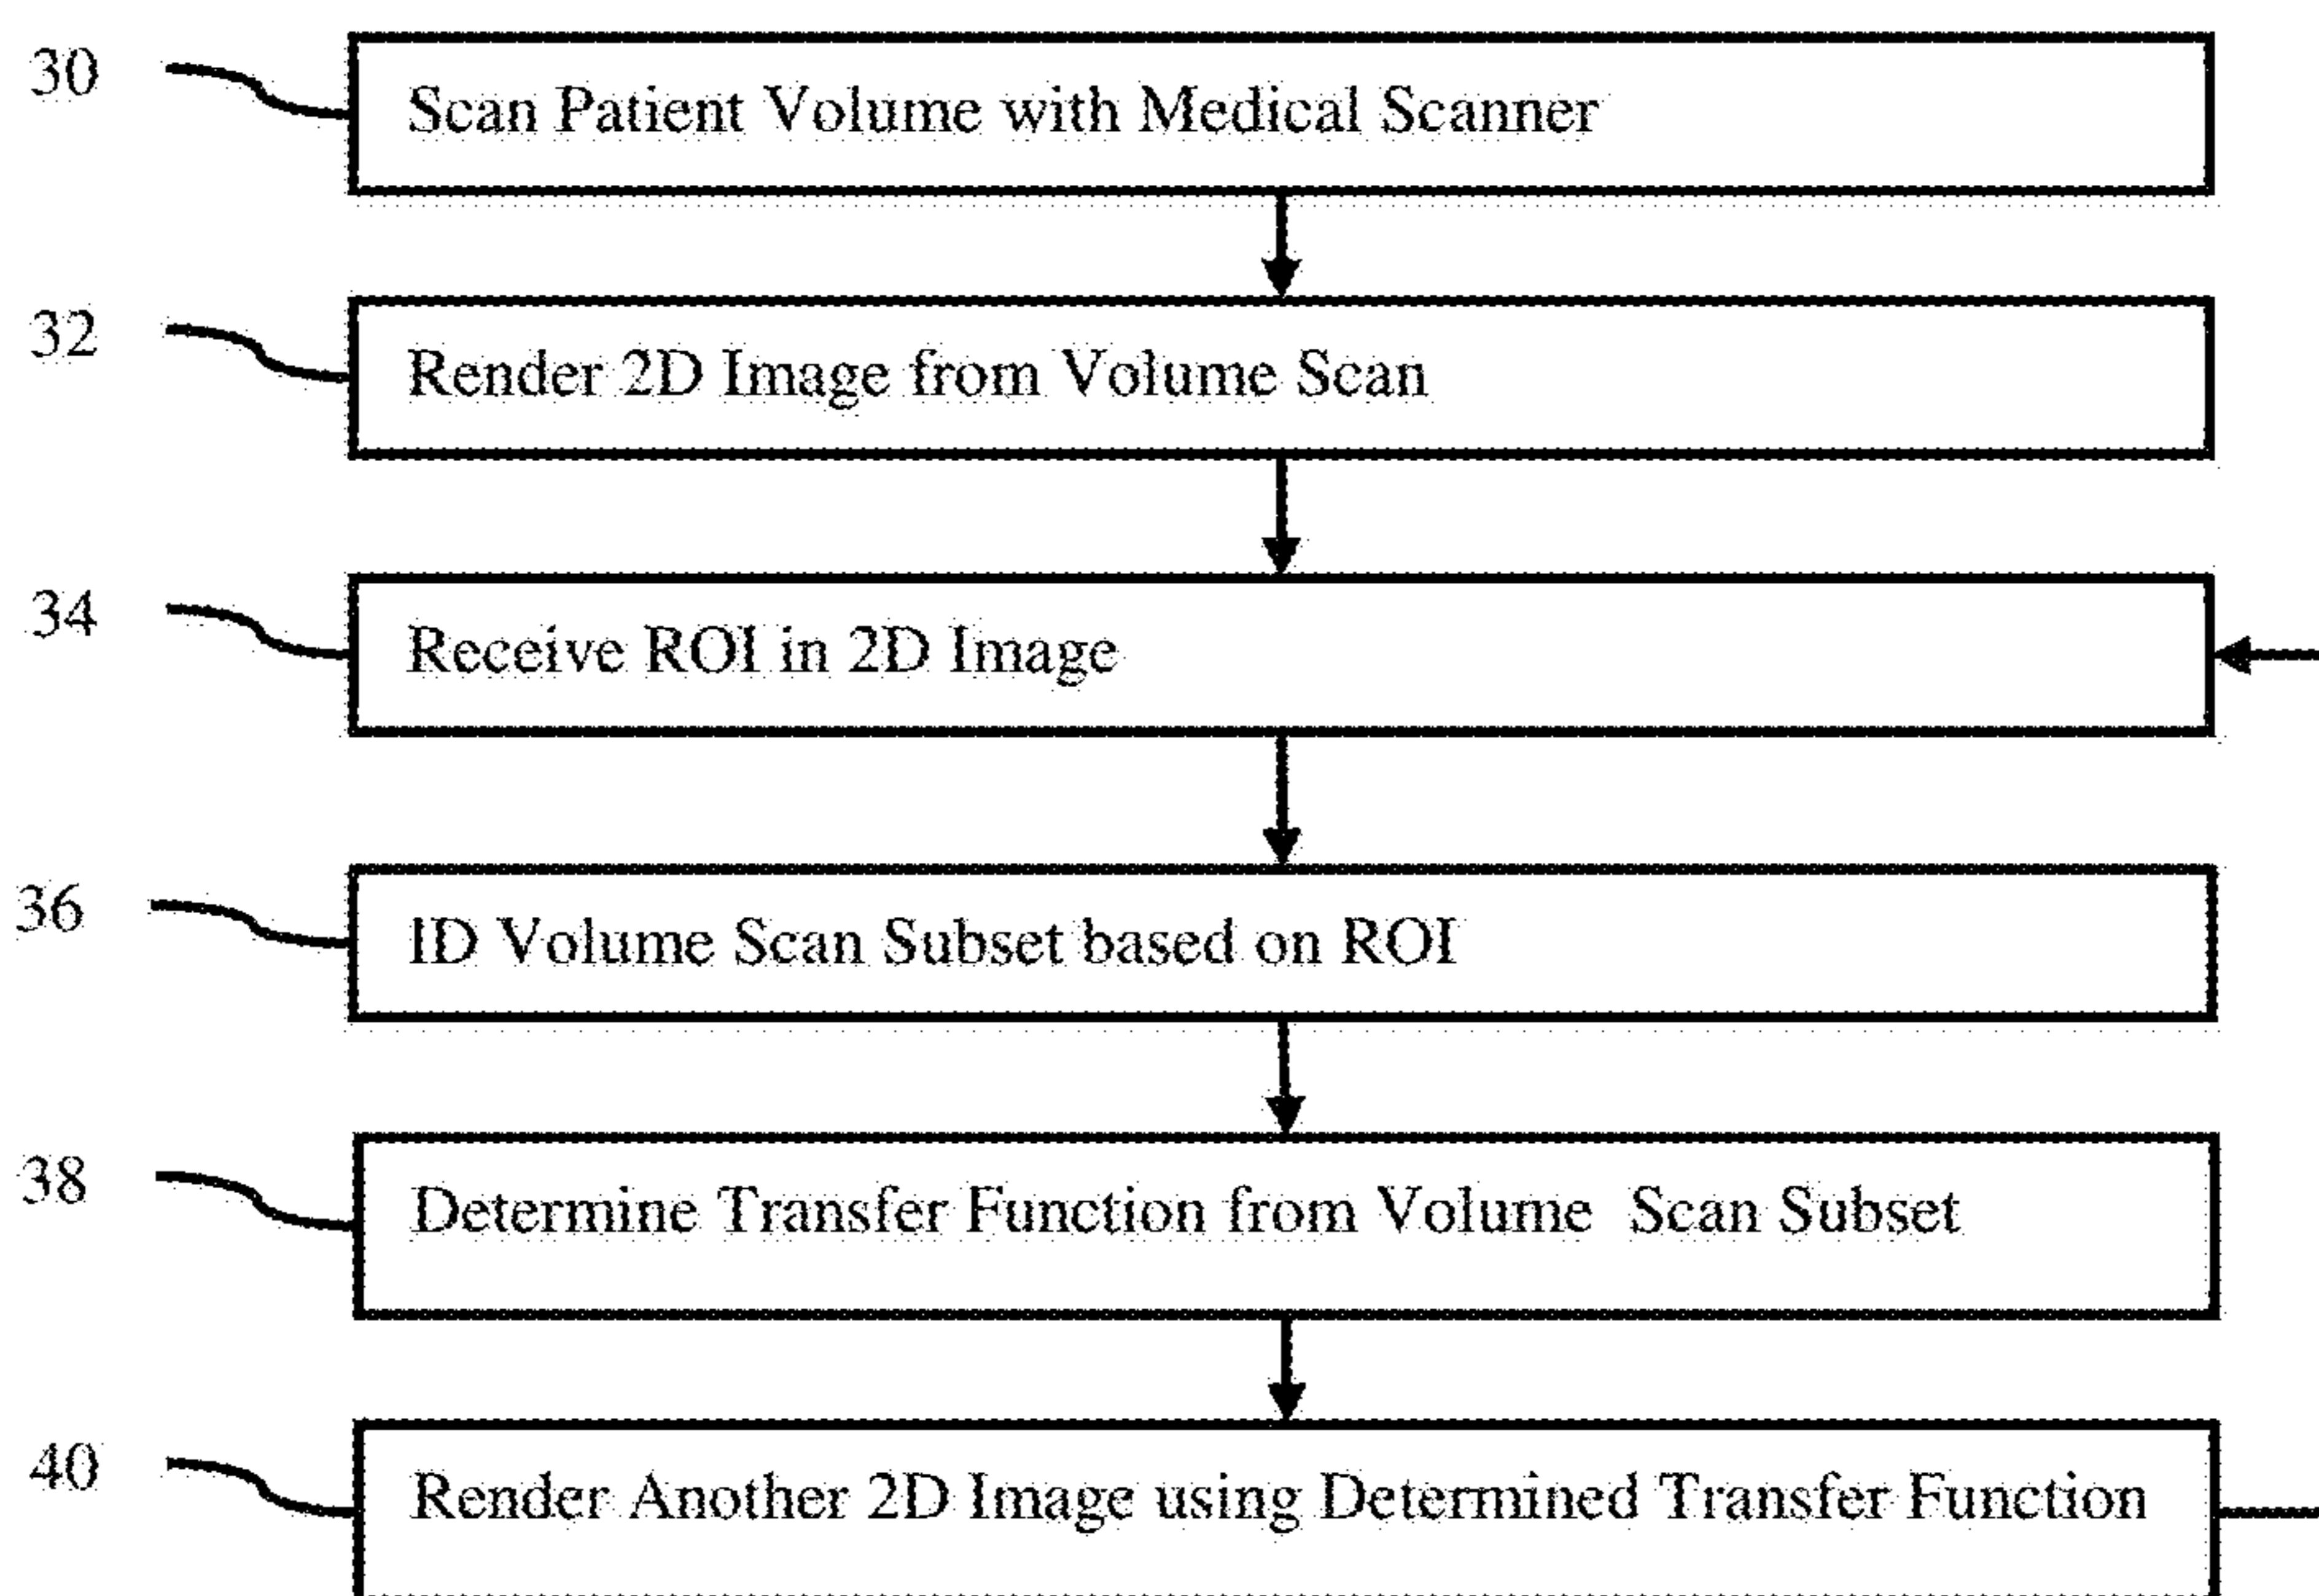 30
Scan Patient Volume with Medical Scanner
32
Render 2D Image from Volume Scan
34
Receive ROI in 2D Image
36
ID Volume Scan Subset based on ROI
38
Determine Transfer Function from Volume Scan Subset
40
Render Another 2D Image using Determined Transfer Function